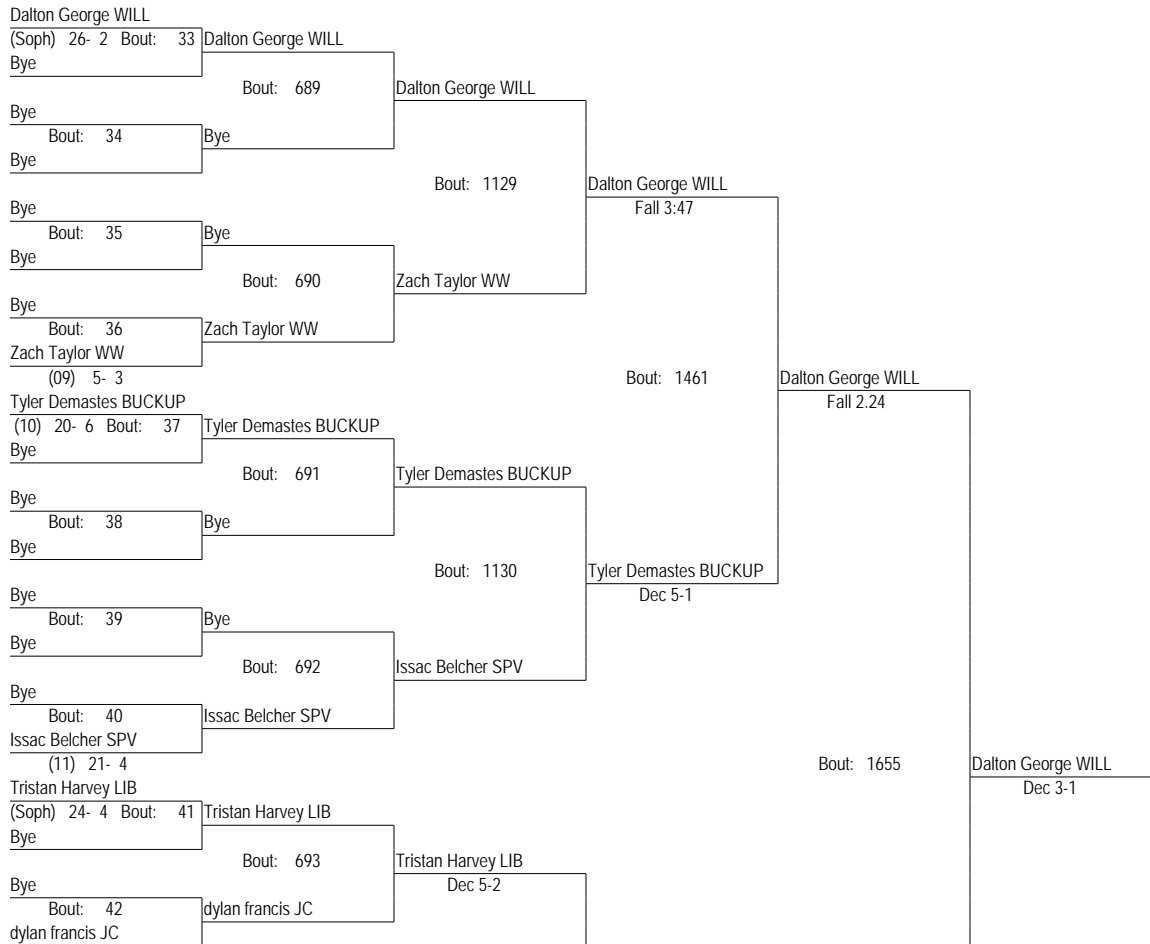 Dalton George WILL
(Soph) 26- 2 Bout: 33 Dalton George WILL
Bye
Bout: 689 Dalton George WILL
Bye
Bout: 34 Bye
Bye
Bout: 1129 Dalton George WILL
Fall 3:47
Bye
Bout: 35 Bye
Bye
Bout: 690 Zach Taylor WW
Bye
Bout: 36 Zach Taylor WW
Zach Taylor WW
(09) 5- 3
Bout: 1461 Dalton George WILL
Fall 2.24
Tyler Demastes BUCKUP
(10) 20- 6 Bout: 37 Tyler Demastes BUCKUP
Bye
Bout: 691 Tyler Demastes BUCKUP
Bye
Bout: 38 Bye
Bye
Bout: 1130 Tyler Demastes BUCKUP
Dec 5-1
Bye
Bout: 39 Bye
Bye
Bout: 692 Issac Belcher SPV
Bye
Bout: 40 Issac Belcher SPV
Issac Belcher SPV
(11) 21- 4
Bout: 1655 Dalton George WILL
Dec 3-1
Tristan Harvey LIB
(Soph) 24- 4 Bout: 41 Tristan Harvey LIB
Bye
Bout: 693 Tristan Harvey LIB
Dec 5-2
Bye
Bout: 42 dylan francis JC
dylan francis JC